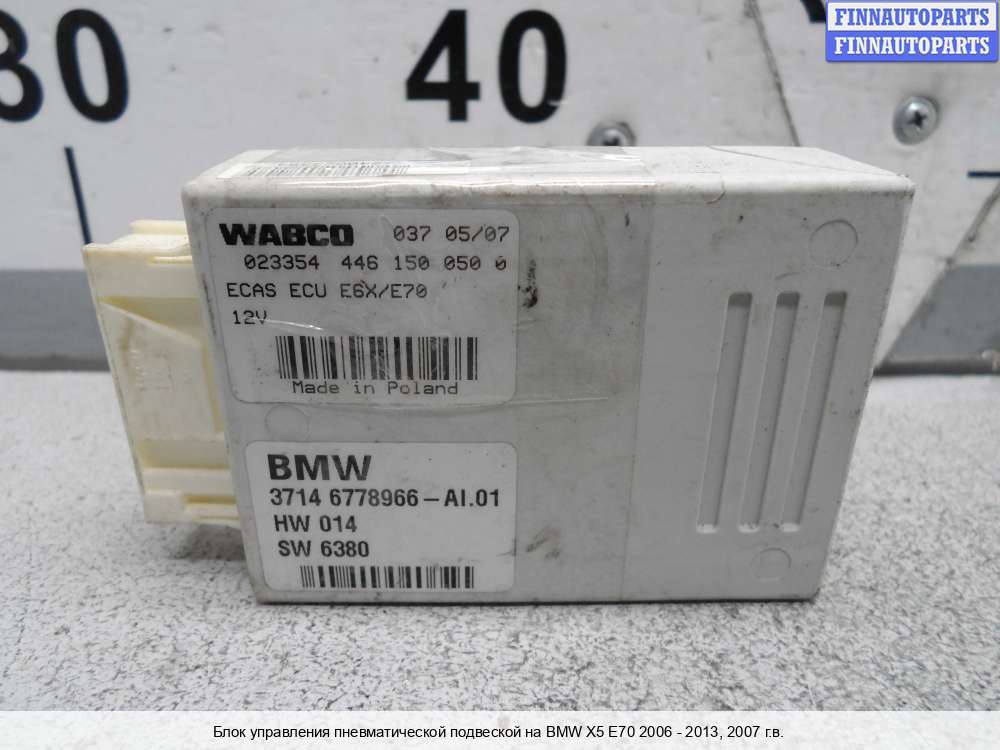 FINNAUTOPARTS
FINNAUTOPARTS
30 40
WABCO 037 05/07
023354 446 150 050 0
ECAS ECU E6X/E70
12V
Made in Poland
BMW
3714 6778966-AI.01
HW 014
SW 6380
Блок управления пневматической подвеской на BMW X5 E70 2006 - 2013, 2007 г.в.